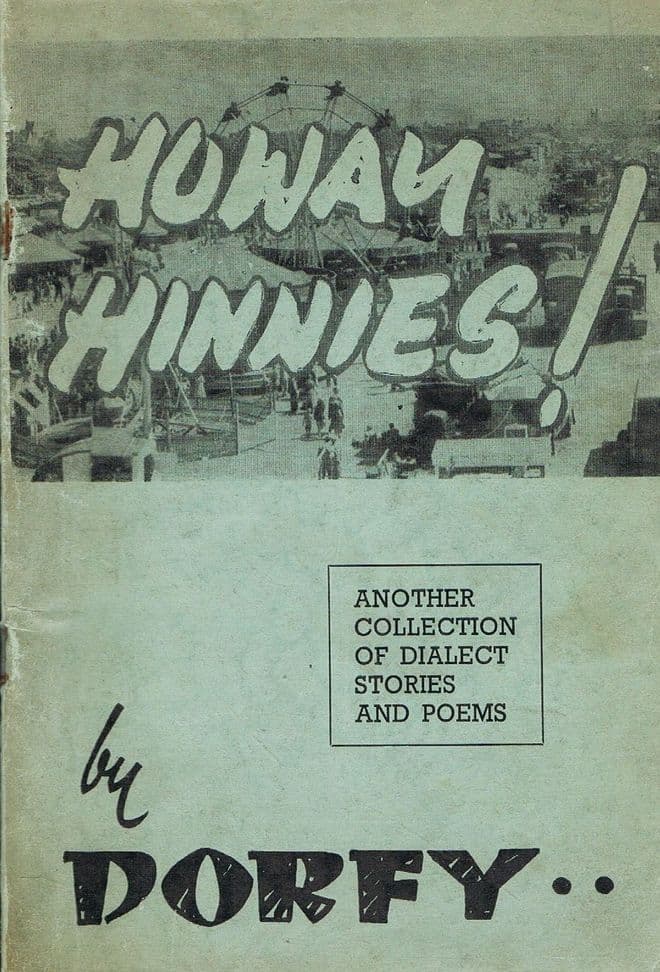 HOWAY
HINNIES!
ANOTHER
COLLECTION
OF DIALECT
STORIES
AND POEMS
by
DORFY..